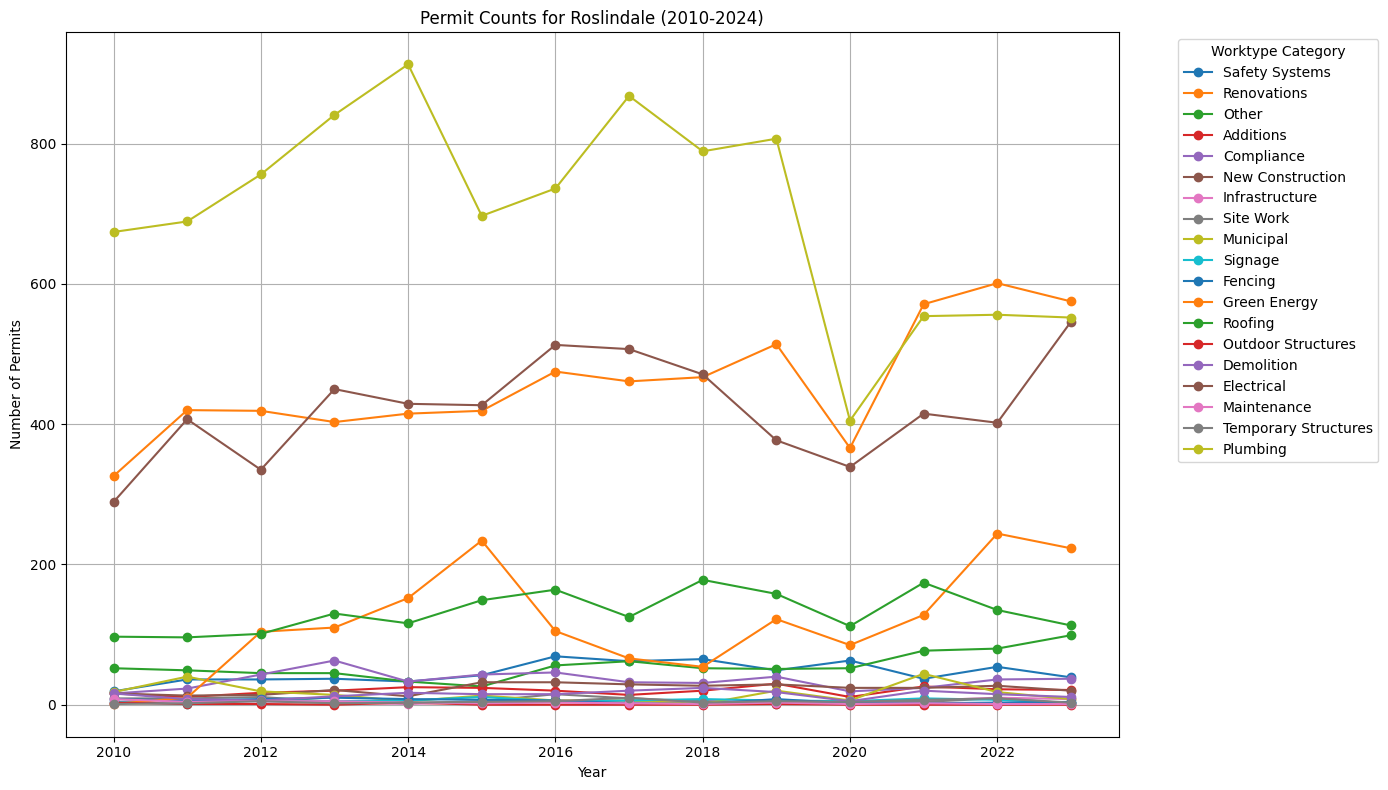 Permit Counts for Roslindale (2010-2024)
Number of Permits
800
600
400
200
0
2010
2012
2014
2016
2018
2020
2022
Year
Worktype Category
Safety Systems
Renovations
Other
Additions
Compliance
New Construction
Infrastructure
Site Work
Municipal
Signage
Fencing
Green Energy
Roofing
Outdoor Structures
Demolition
Electrical
Maintenance
Temporary Structures
Plumbing